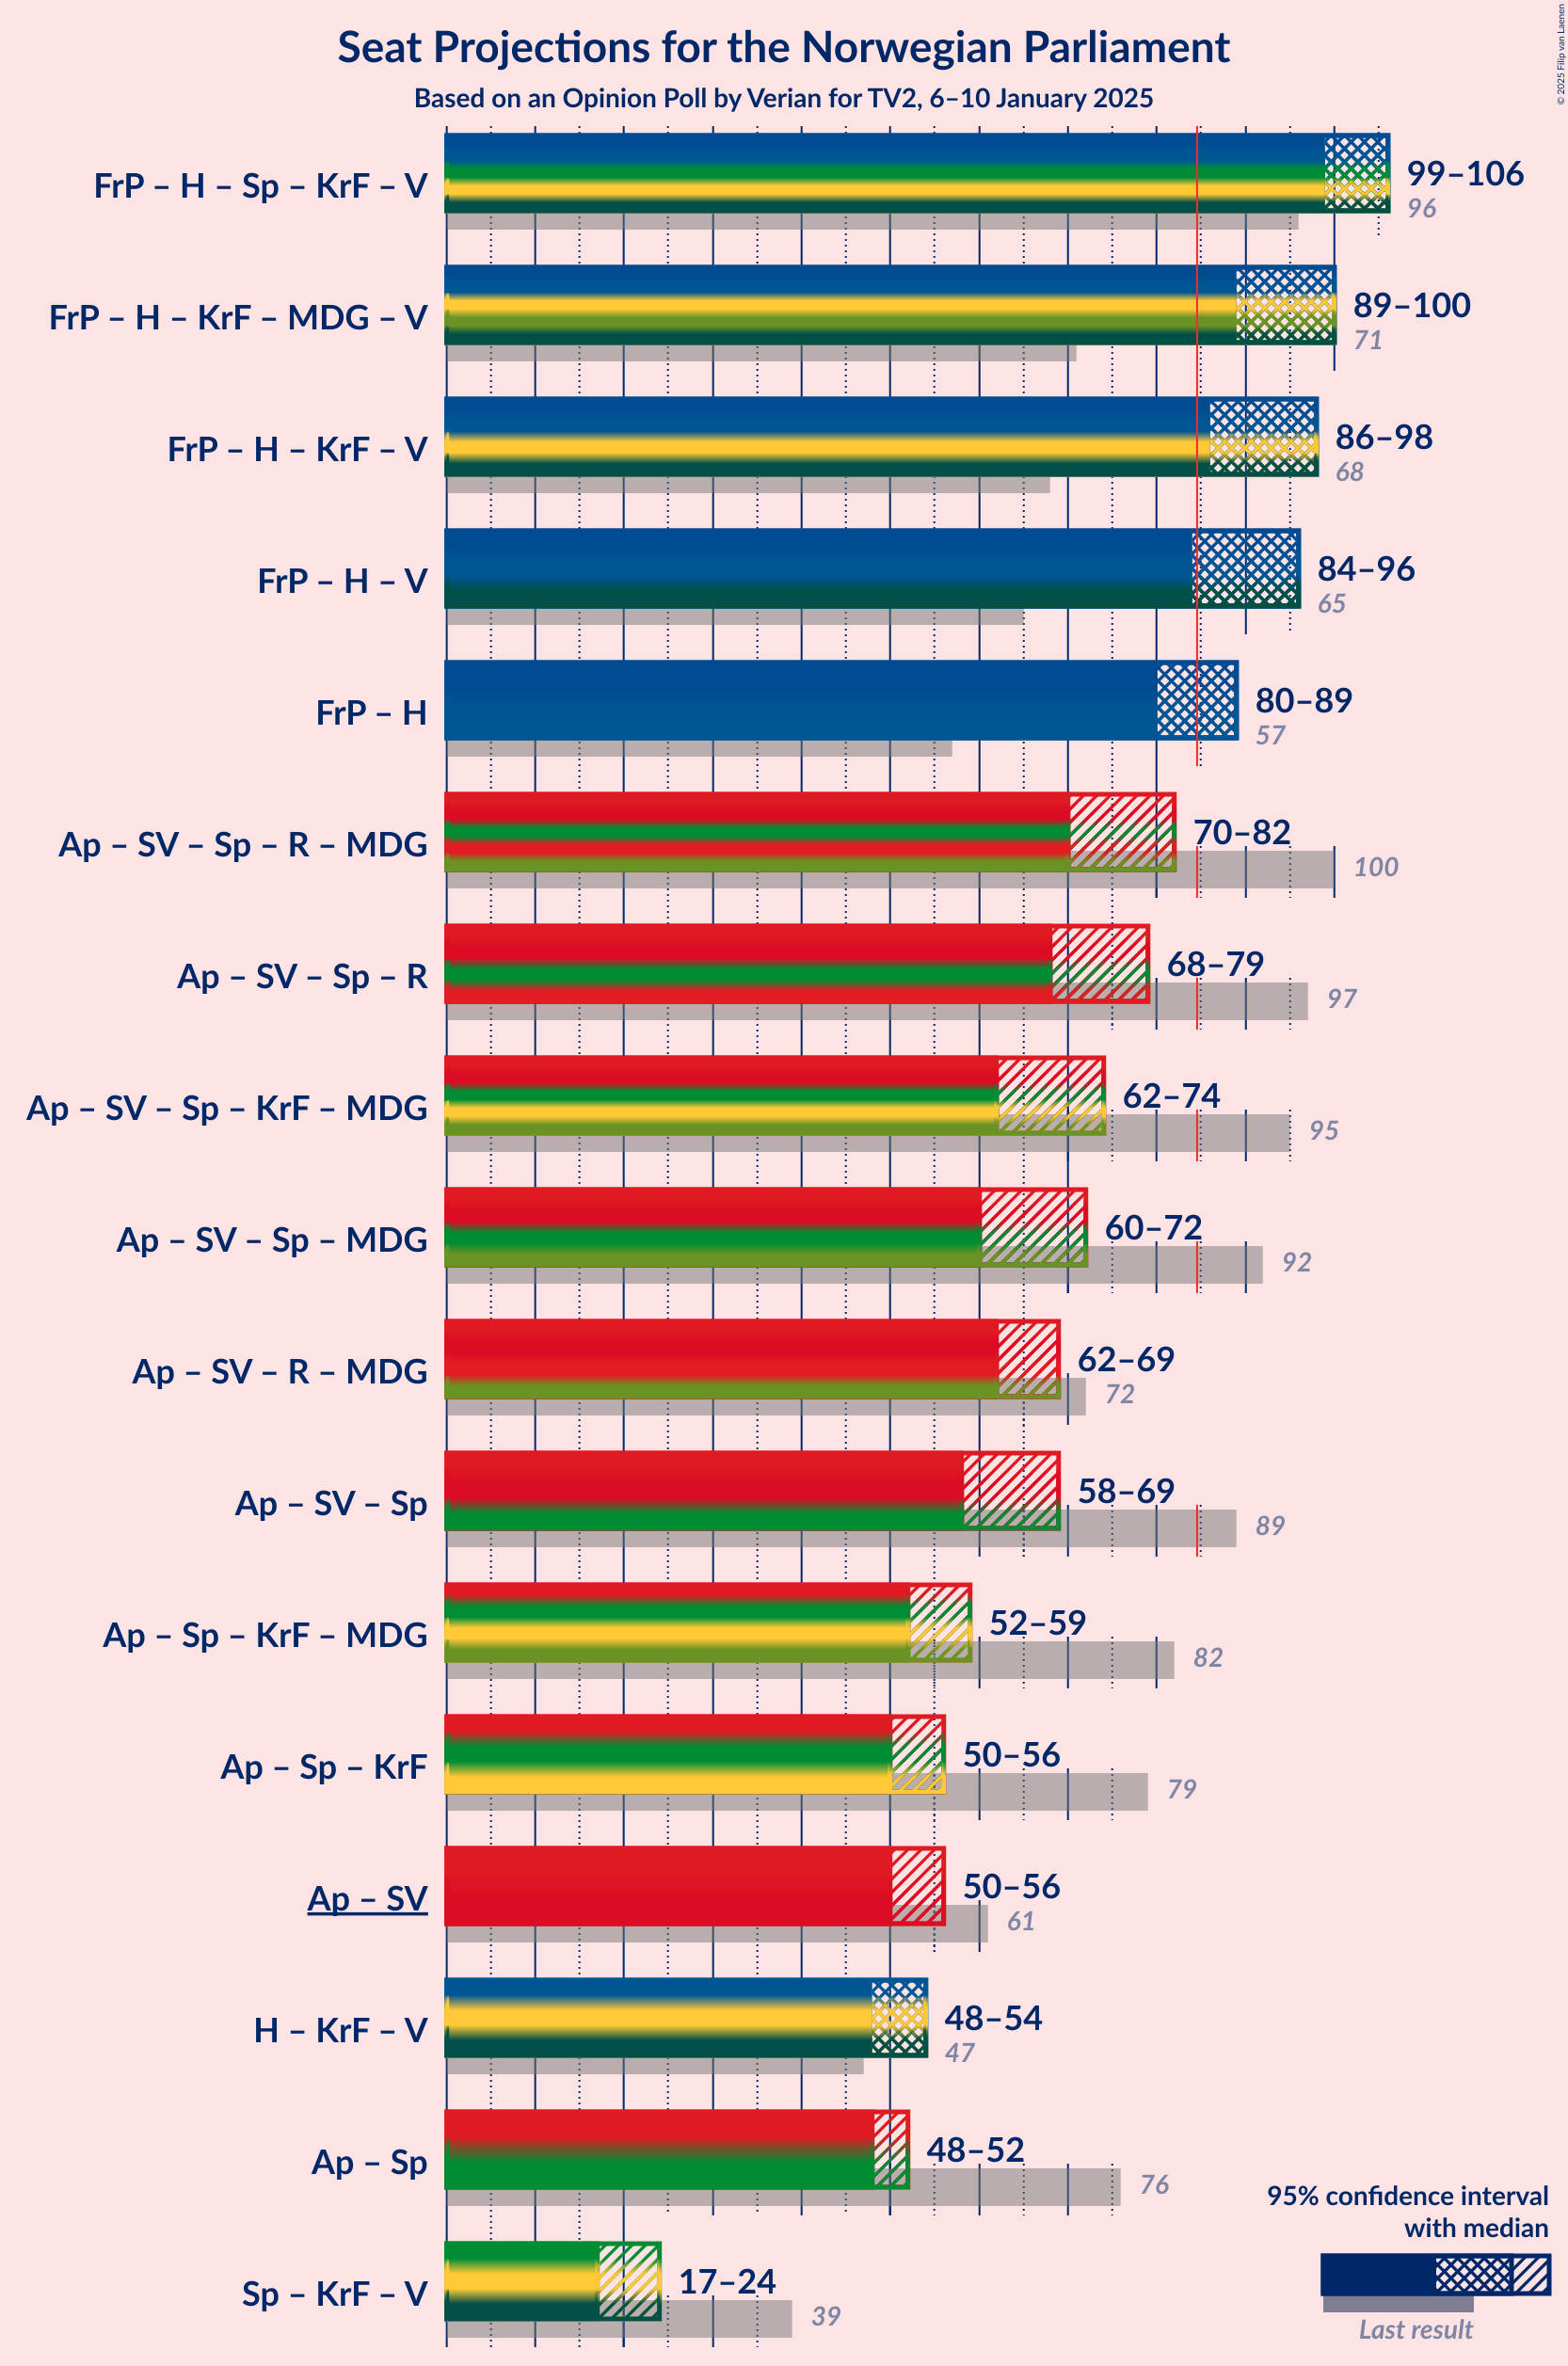 Seat Projections for the Norwegian Parliament
Based on an Opinion Poll by Verian for TV2, 6–10 January 2025
© 2025 Filip van Laenen
FrP – H – Sp – KrF – V
99–106
96
FrP – H – KrF – MDG – V
89–100
71
FrP – H – KrF – V
86–98
68
FrP – H – V
84–96
65
FrP – H
80–89
57
Ap – SV – Sp – R – MDG
70–82
100
Ap – SV – Sp – R
68–79
97
Ap – SV – Sp – KrF – MDG
62–74
95
Ap – SV – Sp – MDG
60–72
92
Ap – SV – R – MDG
62–69
72
Ap – SV – Sp
58–69
89
Ap – Sp – KrF – MDG
52–59
82
Ap – Sp – KrF
50–56
79
Ap – SV
50–56
61
H – KrF – V
48–54
47
Ap – Sp
48–52
76
Sp – KrF – V
17–24
39
95% confidence interval
with median
Last result